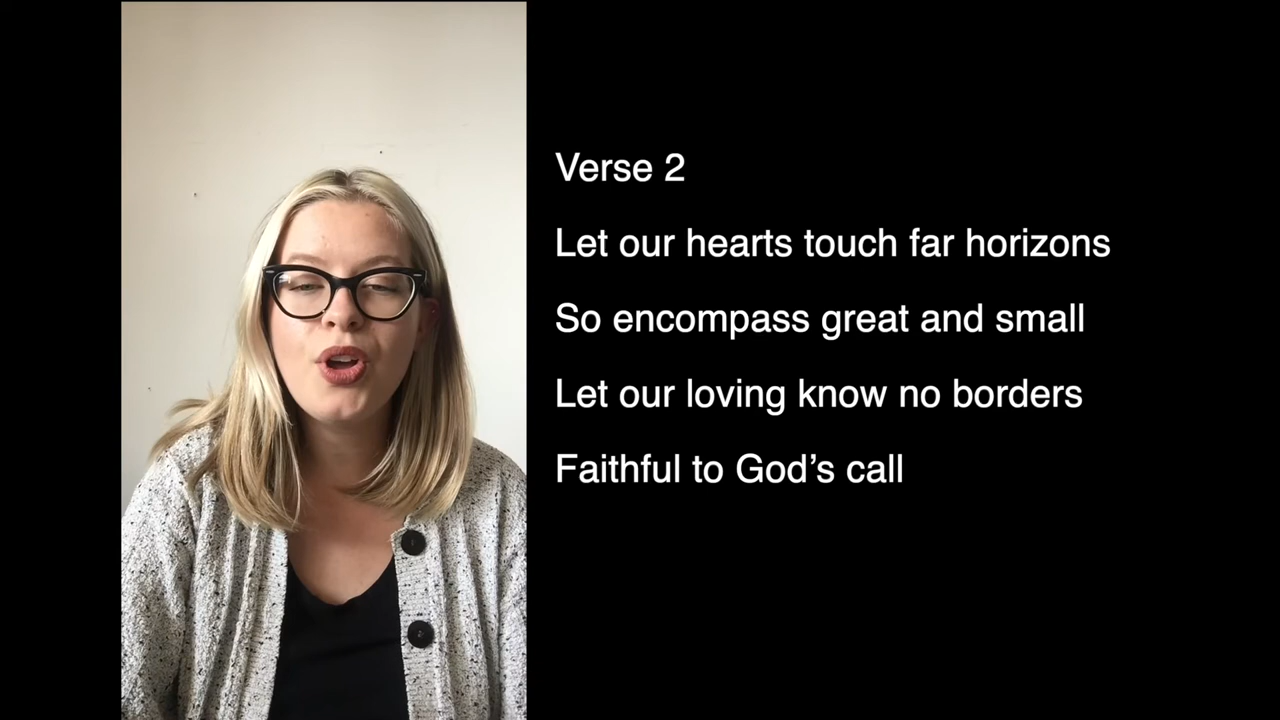 Verse 2
Let our hearts touch far horizons
So encompass great and small
Let our loving know no borders
Faithful to God’s call